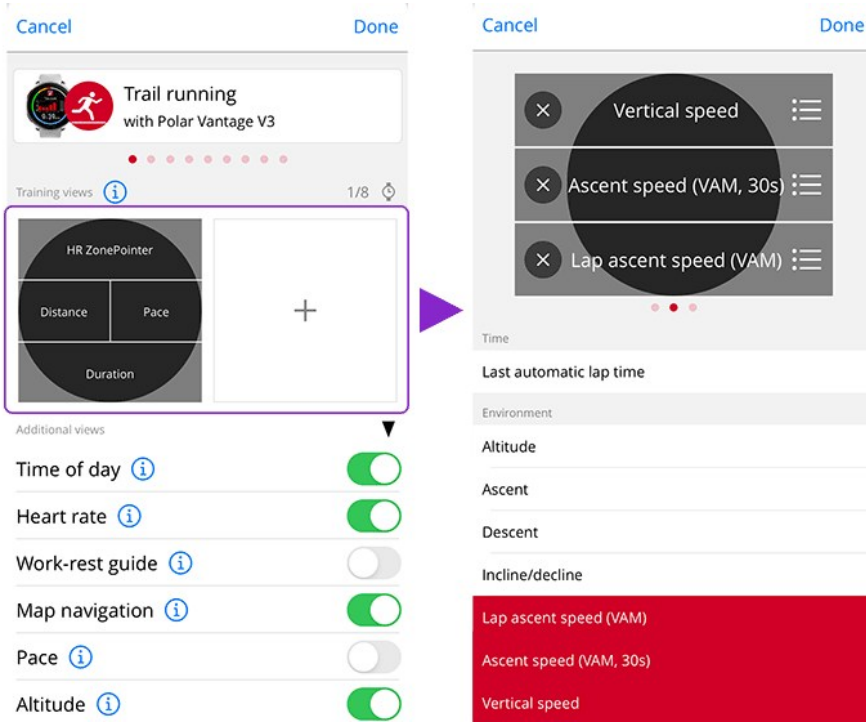 Cancel
Done
Trail running
with Polar Vantage V3
Training views
1/8
HR ZonePointer
Distance
Pace
Duration
+
Additional views
Time of day
Heart rate
Work-rest guide
Map navigation
Pace
Altitude
Cancel
Done
Vertical speed
Ascent speed (VAM, 30s)
Lap ascent speed (VAM)
Time
Last automatic lap time
Environment
Altitude
Ascent
Descent
Incline/decline
Lap ascent speed (VAM)
Ascent speed (VAM, 30s)
Vertical speed